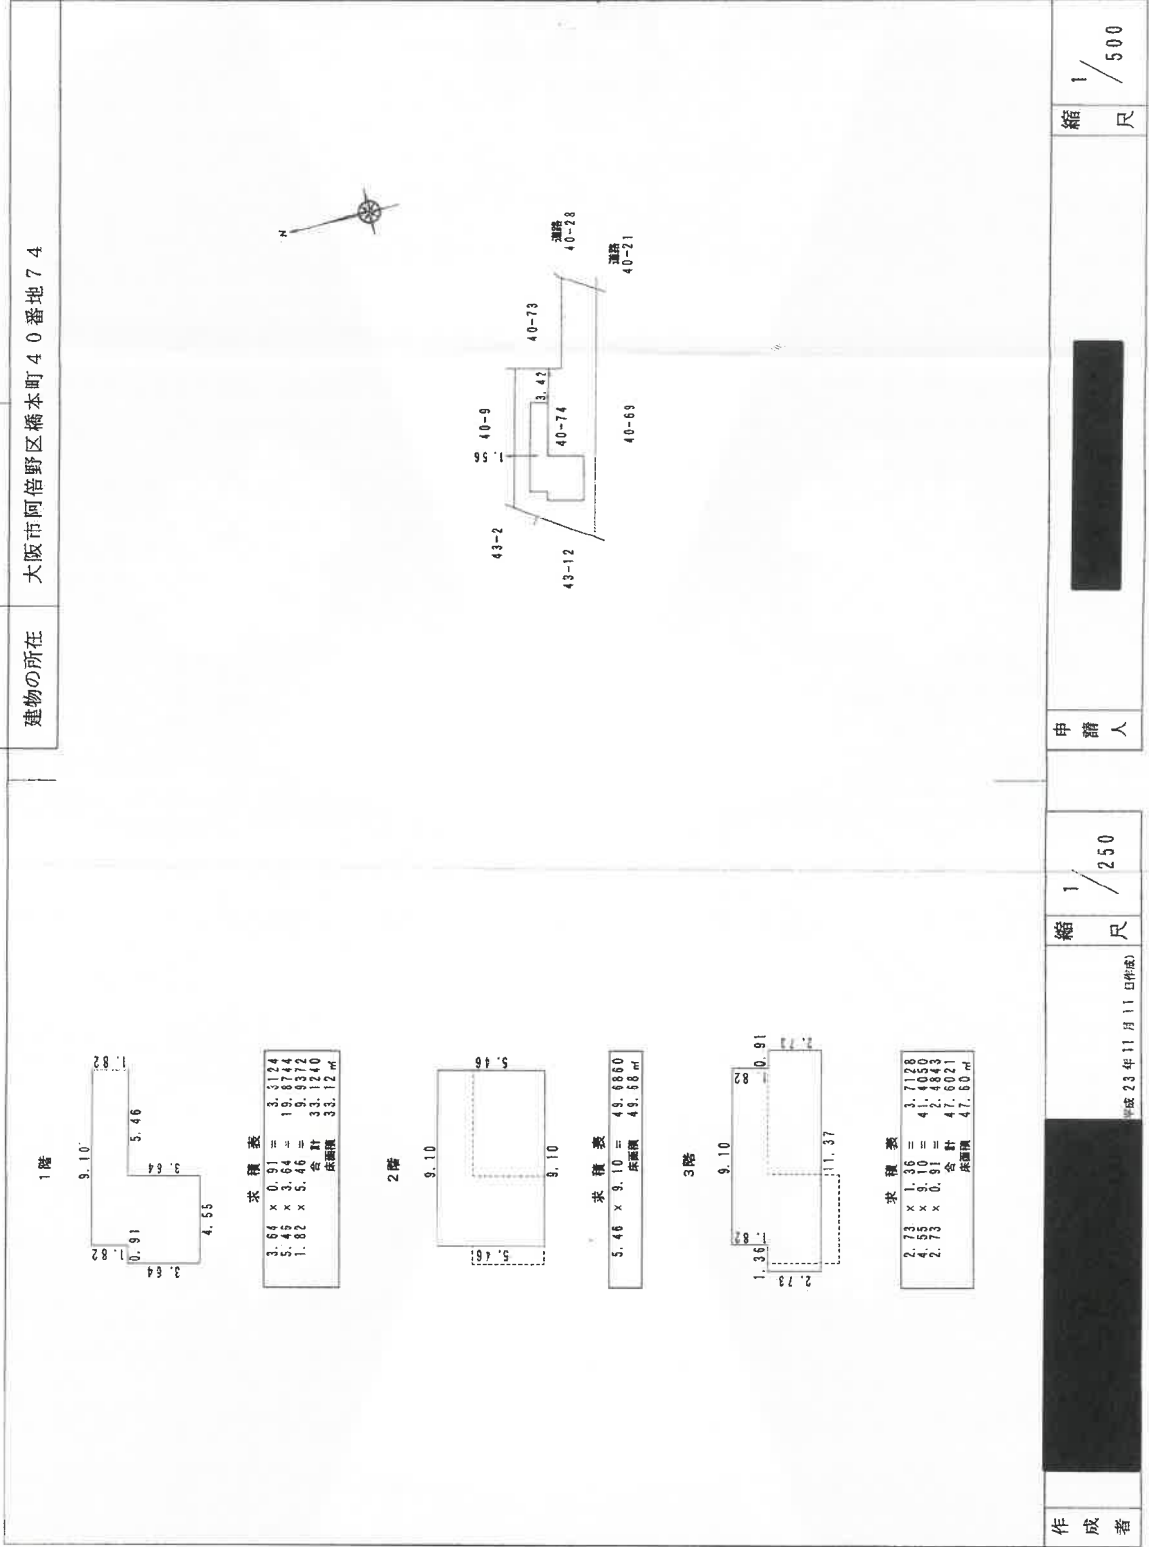 建物の所在
大阪市阿倍野区橋本町40番地74
1階
9.10
1.82
1.82
0.91
5.46
3.64
3.64
4.55
求積表
3.64 × 0.91 = 3.3124
5.46 × 3.64 = 19.8744
1.82 × 5.46 = 9.9372
合計 33.1240
床面積 33.12㎡
2階
9.10
5.46
5.46
9.10
求積表
5.46 × 9.10 = 49.6860
床面積 49.68㎡
3階
9.10
1.82
82
1.36
0.91
2.73
2.73
11.37
求積表
2.73 × 1.36 = 3.7128
4.55 × 9.10 = 41.4050
2.73 × 0.91 = 2.4843
合計 47.6021
床面積 47.60㎡
N
道路
40-28
道路
40-21
40-73
40-9
3.42
1.56
40-74
40-69
43-2
43-12
作成者
成23年11月11日作成)
縮尺
1/250
申請人
縮尺
1/500